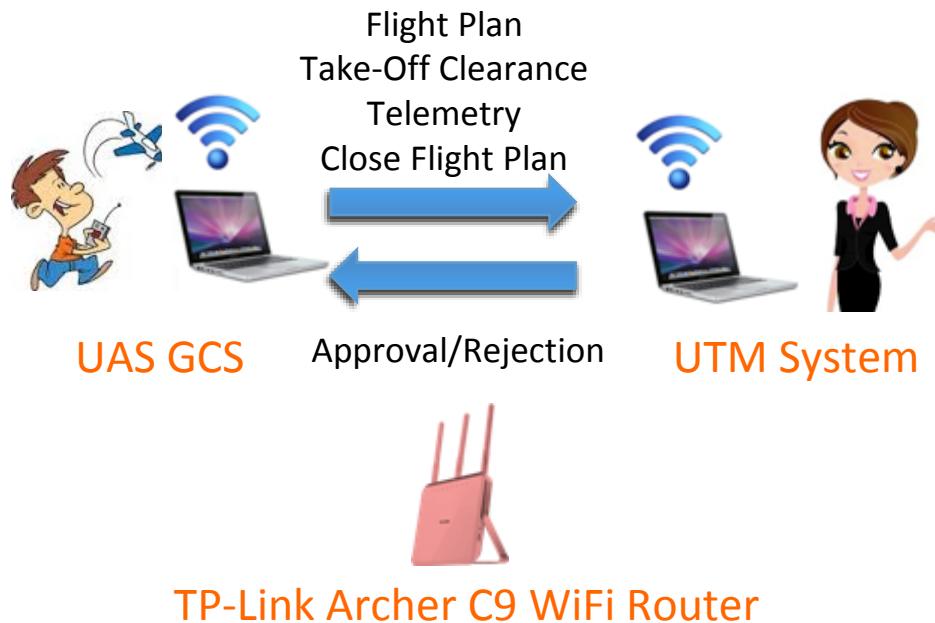 Flight Plan
Take-Off Clearance
Telemetry
Close Flight Plan
UAS GCS
Approval/Rejection
UTM System
TP-Link Archer C9 WiFi Router